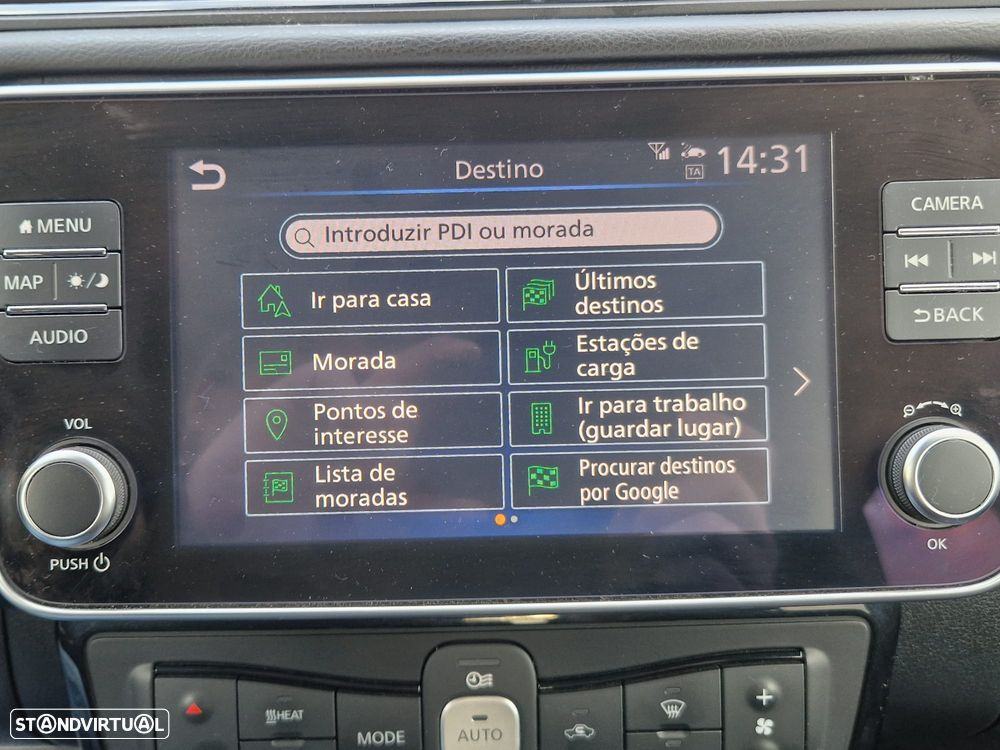 Destino
TA
14:31
Introduzir PDI ou morada
Ir para casa
Últimos
destinos
Morada
Estações de
carga
Pontos de
interesse
Ir para trabalho
(guardar lugar)
Lista de
moradas
Procurar destinos
por Google
MENU
MAP
AUDIO
VOL
PUSH
CAMERA
BACK
OK
HEAT
MODE
AUTO
STANDVIRTUAL